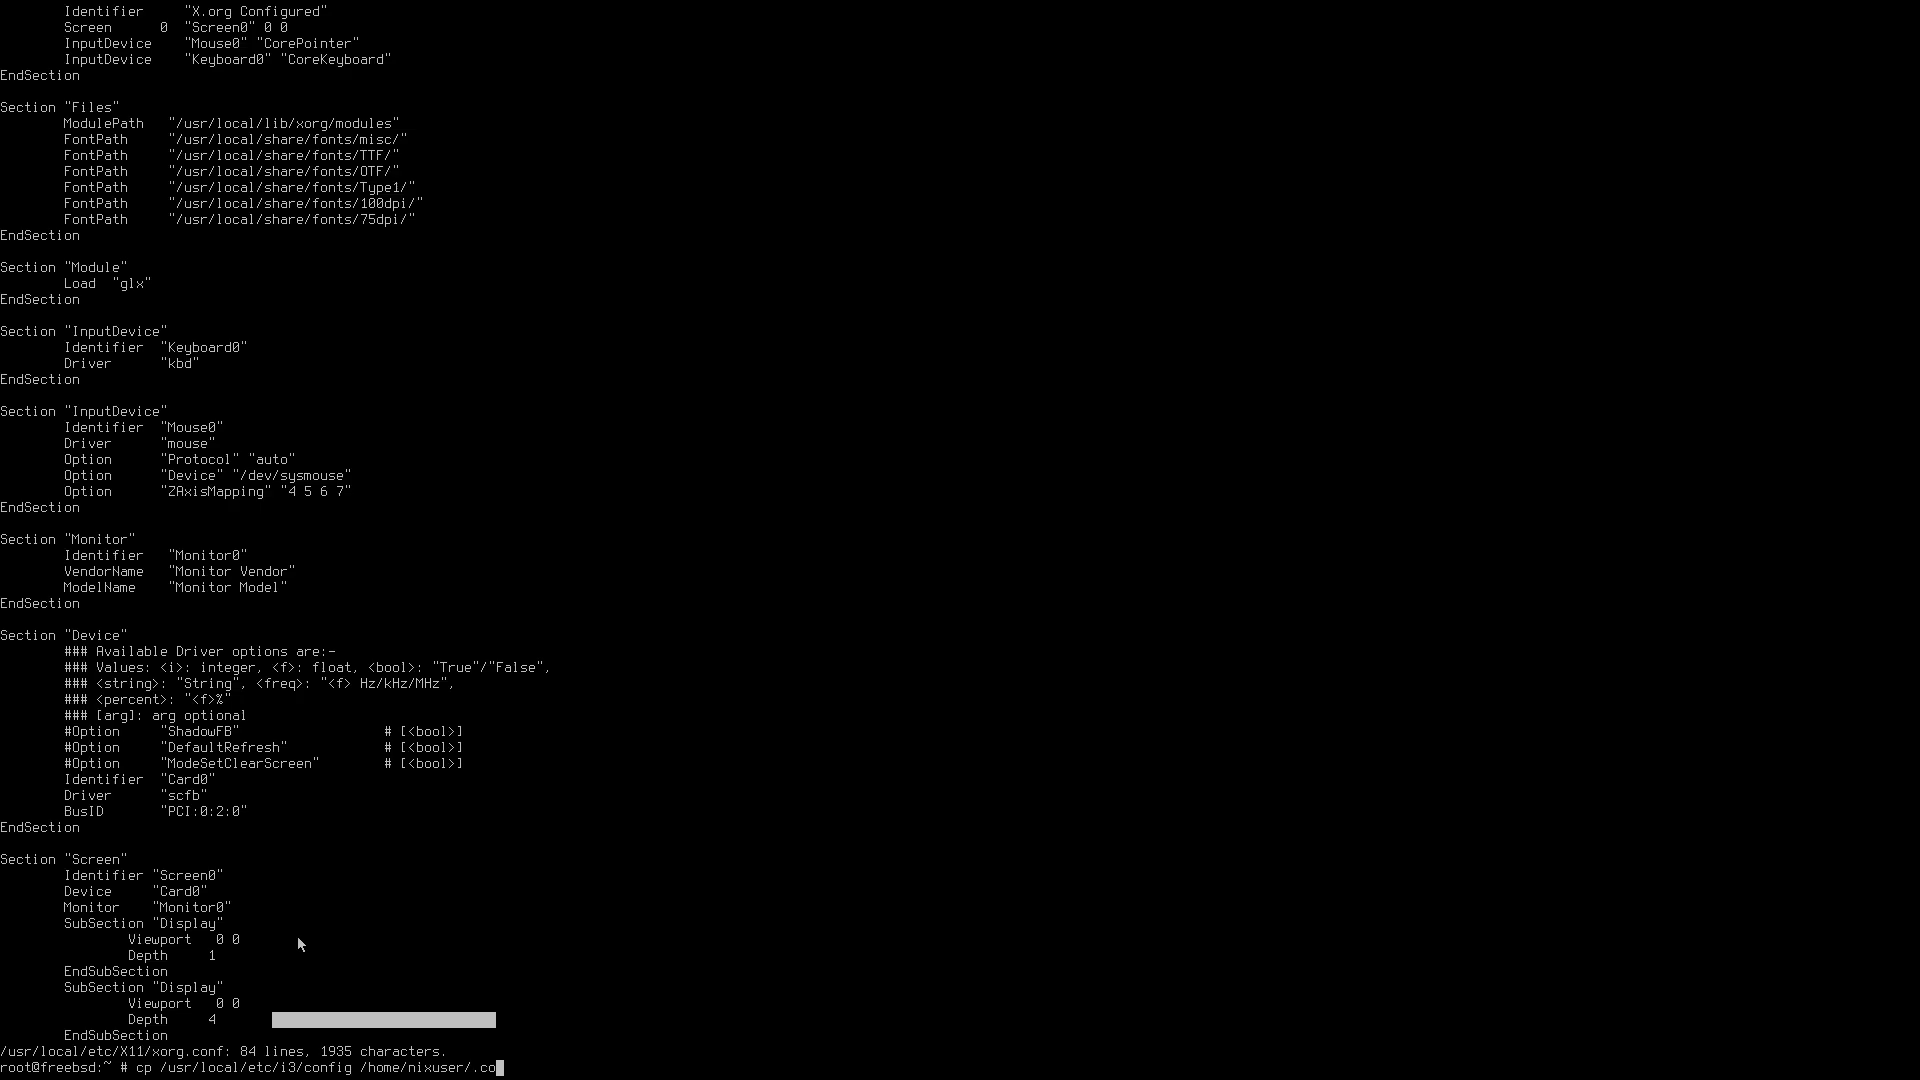 Identifier     "X.org Configured"
Screen      0  "Screen0" 0 0
InputDevice    "Mouse0" "CorePointer"
InputDevice    "Keyboard0" "CoreKeyboard"
EndSection
Section "Files"
ModulePath   "/usr/local/lib/xorg/modules"
FontPath     "/usr/local/share/fonts/misc/"
FontPath     "/usr/local/share/fonts/TTF/"
FontPath     "/usr/local/share/fonts/OTF/"
FontPath     "/usr/local/share/fonts/Type1/"
FontPath     "/usr/local/share/fonts/100dpi/"
FontPath     "/usr/local/share/fonts/75dpi/"
EndSection
Section "Module"
Load  "glx"
EndSection
Section "InputDevice"
Identifier  "Keyboard0"
Driver      "kbd"
EndSection
Section "InputDevice"
Identifier  "Mouse0"
Driver      "mouse"
Option      "Protocol" "auto"
Option      "Device" "/dev/sysmouse"
Option      "ZAxisMapping" "4 5 6 7"
EndSection
Section "Monitor"
Identifier   "Monitor0"
VendorName   "Monitor Vendor"
ModelName    "Monitor Model"
EndSection
Section "Device"
### Available Driver options are:-
### Values: <i>: integer, <f>: float, <bool>: "True"/"False",
### <string>: "String", <freq>: "<f> Hz/kHz/MHz",
### <percent>: "<f>%"
### [arg]: arg optional
#Option     "ShadowFB"                  # [<bool>]
#Option     "DefaultRefresh"            # [<bool>]
#Option     "ModeSetClearScreen"        # [<bool>]
Identifier  "Card0"
Driver      "scfb"
BusID       "PCI:0:2:0"
EndSection
Section "Screen"
Identifier "Screen0"
Device     "Card0"
Monitor    "Monitor0"
SubSection "Display"
Viewport   0 0
Depth     1
EndSubSection
SubSection "Display"
Viewport   0 0
Depth     4
EndSubSection
/usr/local/etc/X11/xorg.conf: 84 lines, 1935 characters.
root@freebsd:~ # cp /usr/local/etc/i3/config /home/nixuser/.co